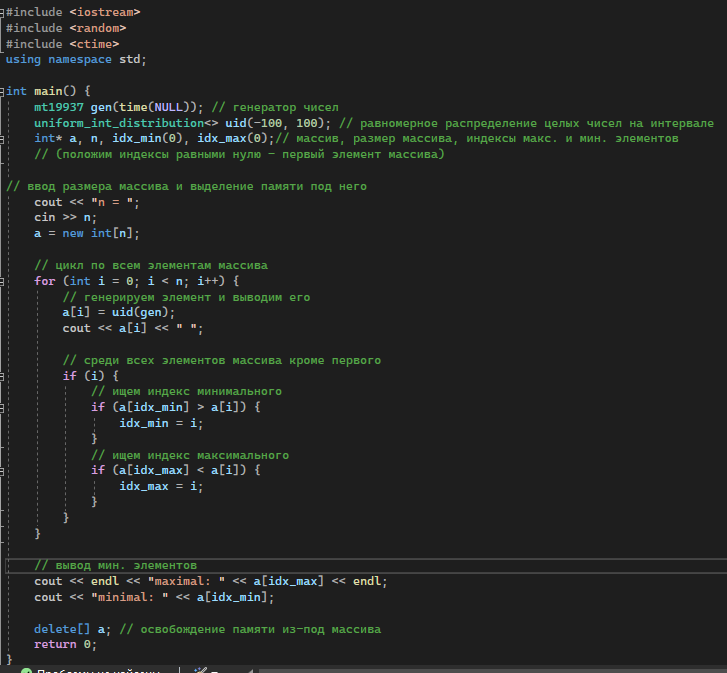 #include <iostream>
#include <random>
#include <ctime>
using namespace std;
int main() {
mt19937 gen(time(NULL)); // генератор чисел
uniform_int_distribution<> uid(-100, 100); // равномерное распределение целых чисел на интервале
int* a, n, idx_min(0), idx_max(0);// массив, размер массива, индексы макс. и мин. элементов
// (положим индексы равными нулю - первый элемент массива)
// ввод размера массива и выделение памяти под него
cout << "n = ";
cin >> n;
a = new int[n];
// цикл по всем элементам массива
for (int i = 0; i < n; i++) {
// генерируем элемент и выводим его
a[i] = uid(gen);
cout << a[i] << " ";
// среди всех элементов массива кроме первого
if (i) {
// ищем индекс минимального
if (a[idx_min] > a[i]) {
idx_min = i;
}
// ищем индекс максимального
if (a[idx_max] < a[i]) {
idx_max = i;
}
}
}
// вывод мин. элементов
cout << endl << "maximal: " << a[idx_max] << endl;
cout << "minimal: " << a[idx_min];
delete[] a; // освобождение памяти из-под массива
return 0;
}